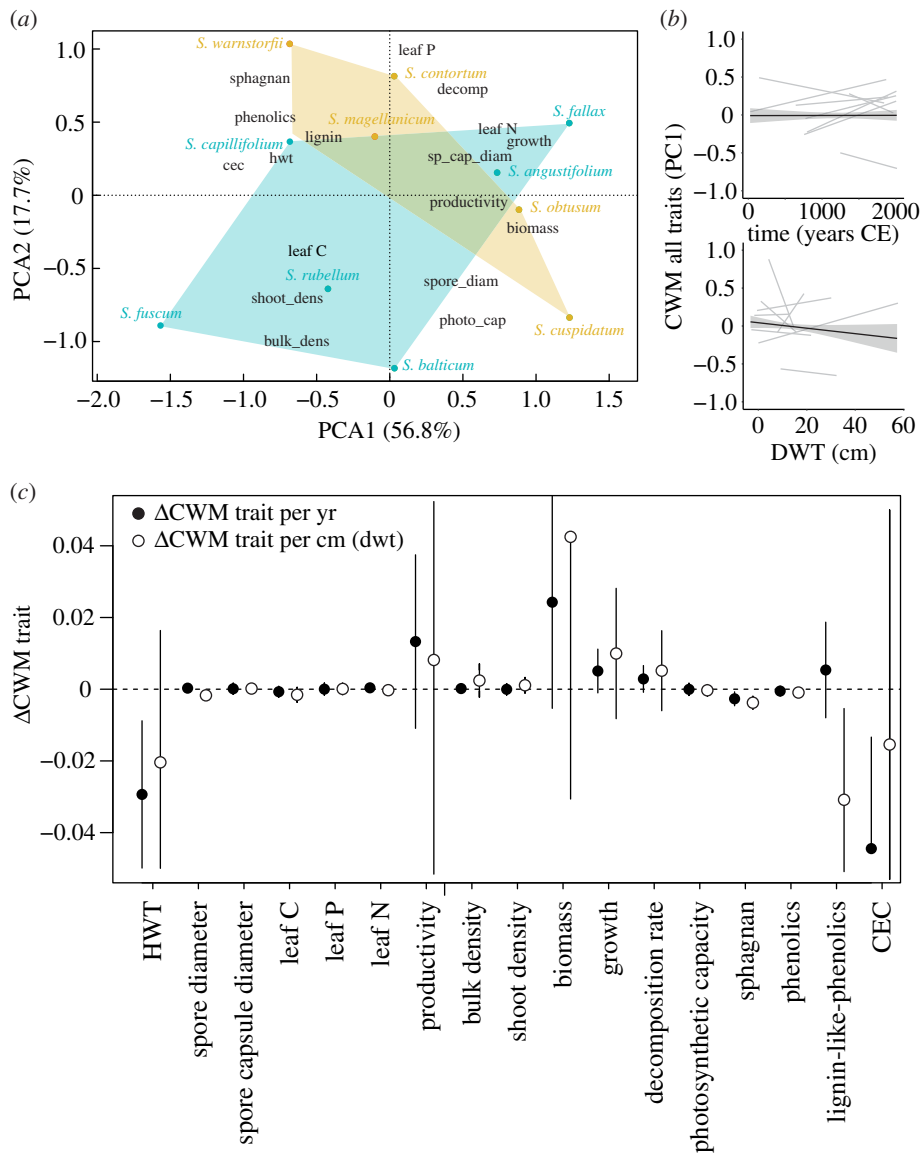 (a)
PCA2 (17.7%)
1.0
0.5
0
−0.5
−1.0
S. warnstorfii
leaf P
sphagnan
S. contortum
decomp
phenolics
S. magellanicum
S. fallax
lignin
leaf N
growth
S. capillifolium
hwt
cec
sp_cap_diam
S. angustifolium
productivity
S. obtusum
biomass
leaf C
S. rubellum
spore_diam
shoot_dens
S. fuscum
photo_cap
S. cuspidatum
bulk_dens
S. balticum
−2.0 −1.5 −1.0 −0.5 0 0.5 1.0 1.5
PCA1 (56.8%)
(b)
CWM all traits (PC1)
1.0
0.5
0
−0.5
−1.0
0 1000 2000
time (years CE)
1.0
0.5
0
−0.5
−1.0
0 20 40 60
DWT (cm)
(c)
ΔCWM trait per yr
ΔCWM trait per cm (dwt)
ΔCWM trait
0.04
0.02
0
−0.02
−0.04
HWT
spore diameter
spore capsule diameter
leaf C
leaf P
leaf N
productivity
bulk density
shoot density
biomass
growth
decomposition rate
photosynthetic capacity
sphagnan
phenolics
lignin-like-phenolics
CEC